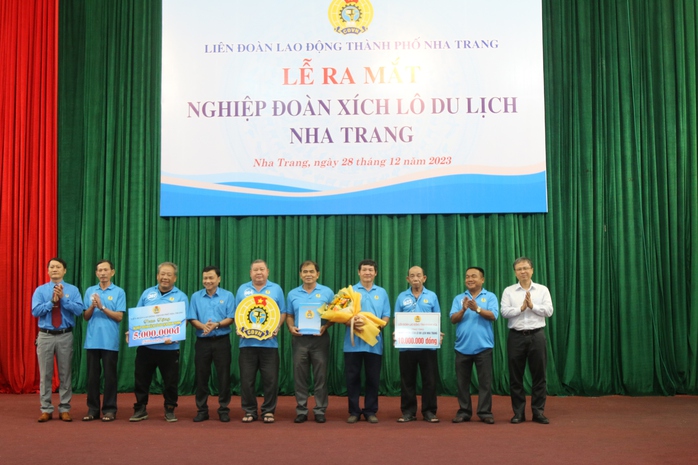 LIÊN ĐOÀN LAO ĐỘNG THÀNH PHỐ NHA TRANG
LỄ RA MẮT
NGHIỆP ĐOÀN XÍCH LÔ DU LỊCH
NHA TRANG
Nha Trang, ngày 28 tháng 12 năm 2023
5.000.000đ
10.000.000 đồng